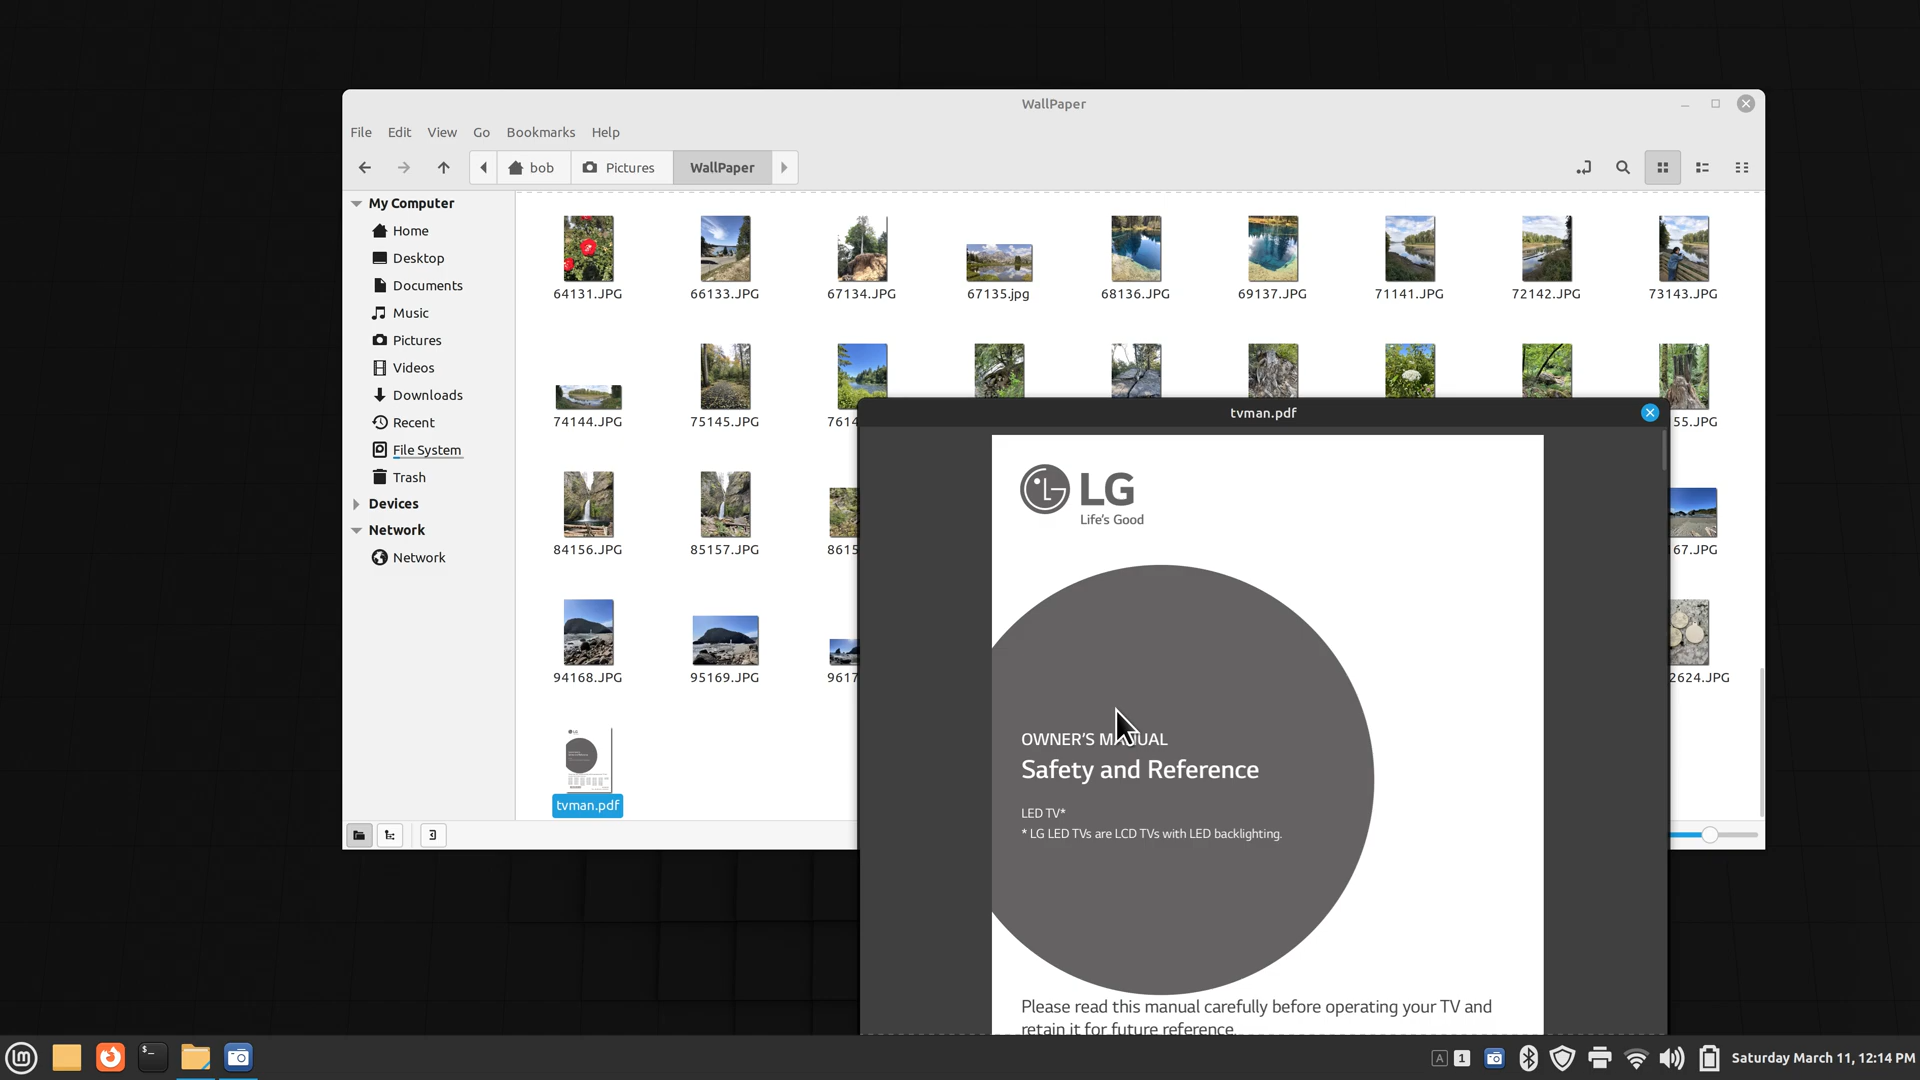 WallPaper
File Edit View Go Bookmarks Help
bob Pictures WallPaper
My Computer
Home
Desktop
Documents
Music
Pictures
Videos
Downloads
Recent
File System
Trash
Devices
Network
Network
64131.JPG 66133.JPG 67134.JPG 67135.jpg 68136.JPG 69137.JPG 71141.JPG 72142.JPG 73143.JPG
74144.JPG 75145.JPG 7614 55.JPG
84156.JPG 85157.JPG 8615 67.JPG
94168.JPG 95169.JPG 9617 2624.JPG
tvman.pdf
tvman.pdf
LG
Life's Good
OWNER'S MANUAL
Safety and Reference
LED TV*
* LG LED TVs are LCD TVs with LED backlighting.
Please read this manual carefully before operating your TV and
retain it for future reference.
A 1 Saturday March 11, 12:14 PM